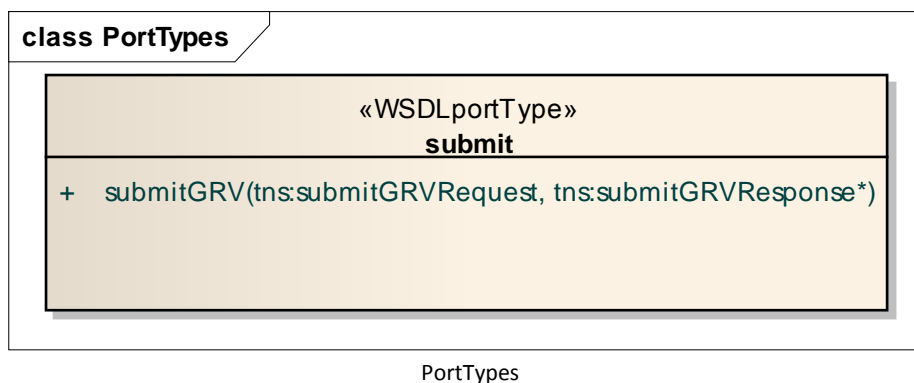 class PortTypes
«WSDLportType»
submit
+ submitGRV(tns:submitGRVRequest, tns:submitGRVResponse*)
PortTypes